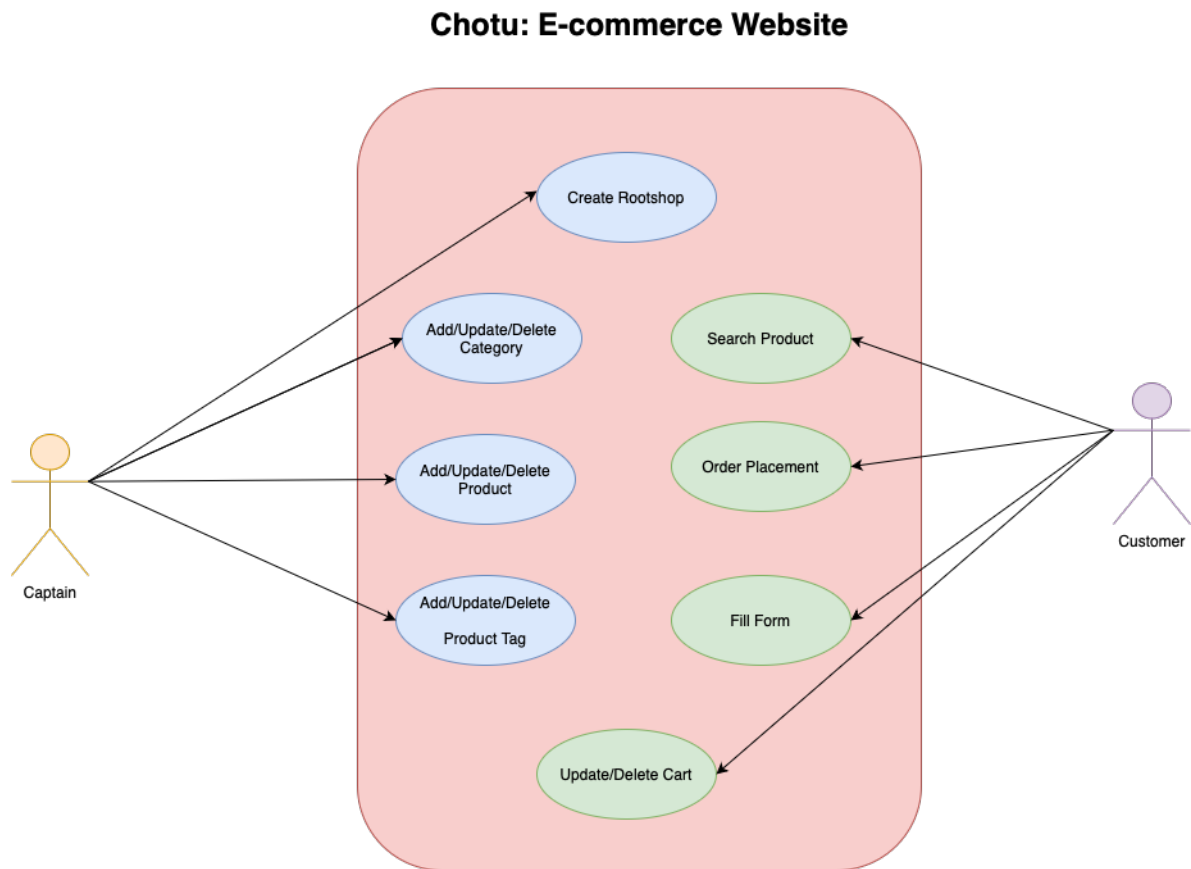 Chotu: E-commerce Website
Create Rootshop
Add/Update/Delete
Category
Search Product
Add/Update/Delete
Product
Order Placement
Captain
Customer
Add/Update/Delete
Product Tag
Fill Form
Update/Delete Cart